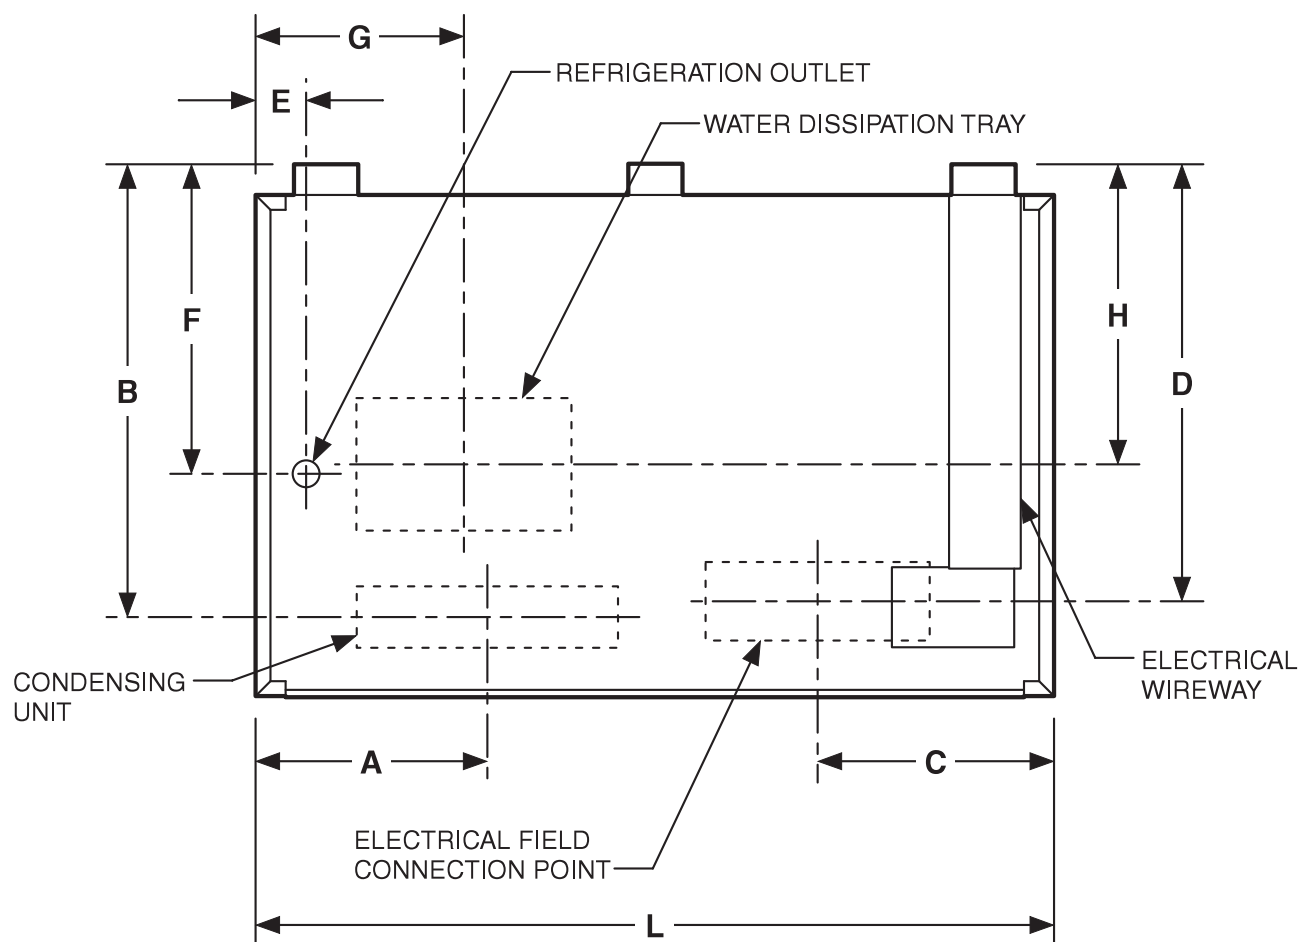 G
REFRIGERATION OUTLET
E
WATER DISSIPATION TRAY
F
H
B
D
CONDENSING
UNIT
ELECTRICAL
WIREWAY
A
C
ELECTRICAL FIELD
CONNECTION POINT
L